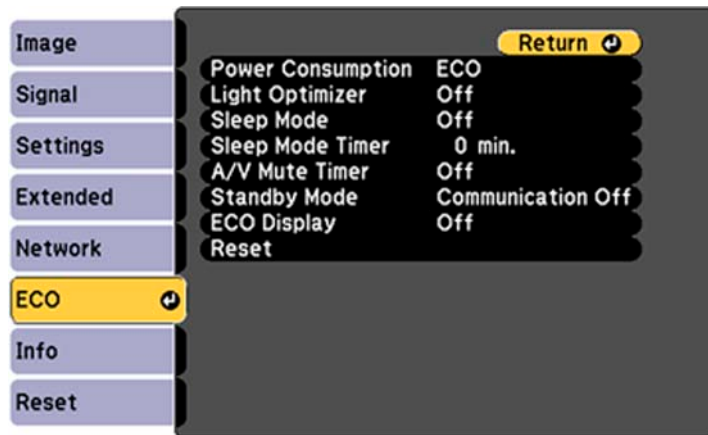 Image
Signal
Settings
Extended
Network
ECO
Info
Reset
Return
Power Consumption ECO
Light Optimizer Off
Sleep Mode Off
Sleep Mode Timer 0 min.
A/V Mute Timer Off
Standby Mode Communication Off
ECO Display Off
Reset